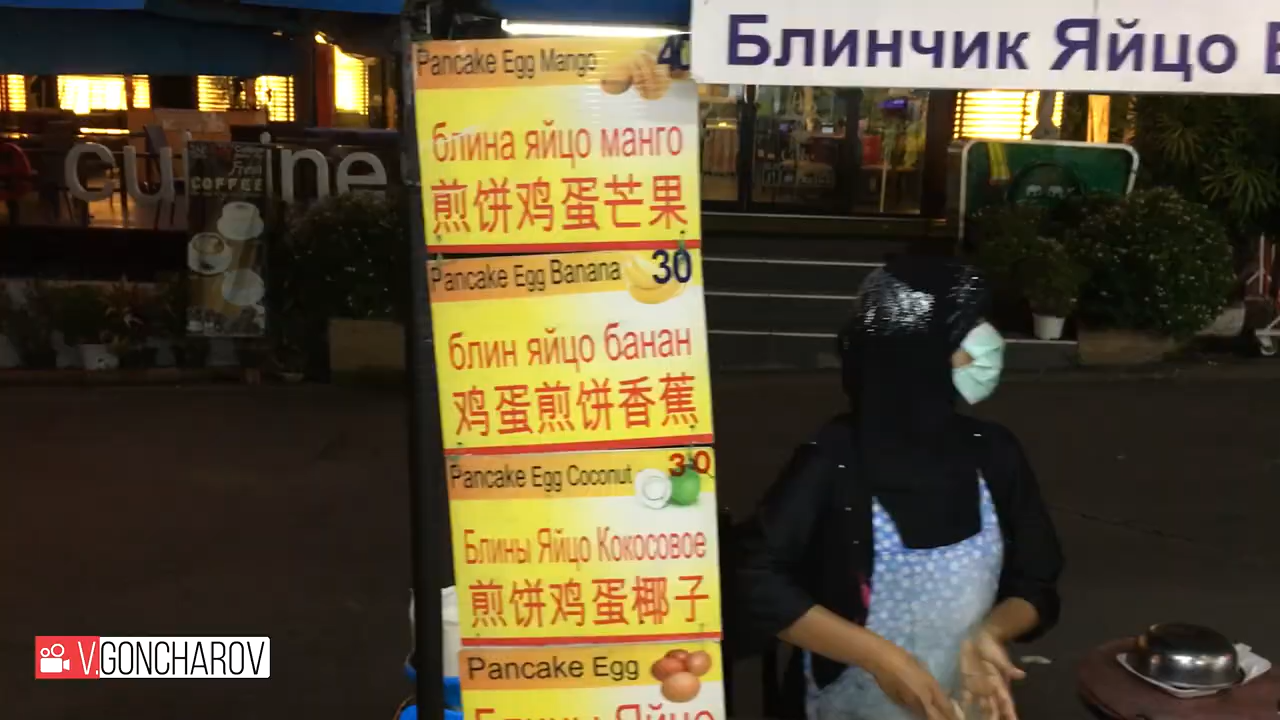 Блинчик Яйцо
Pancake Egg Mango 40
блина яйцо манго
煎饼鸡蛋芒果
Pancake Egg Banana 30
блин яйцо банан
鸡蛋煎饼香蕉
Pancake Egg Coconut 30
Блины Яйцо Кокосовое
煎饼鸡蛋椰子
Pancake Egg
Блины Яйцо
COFFEE
V.GONCHAROV